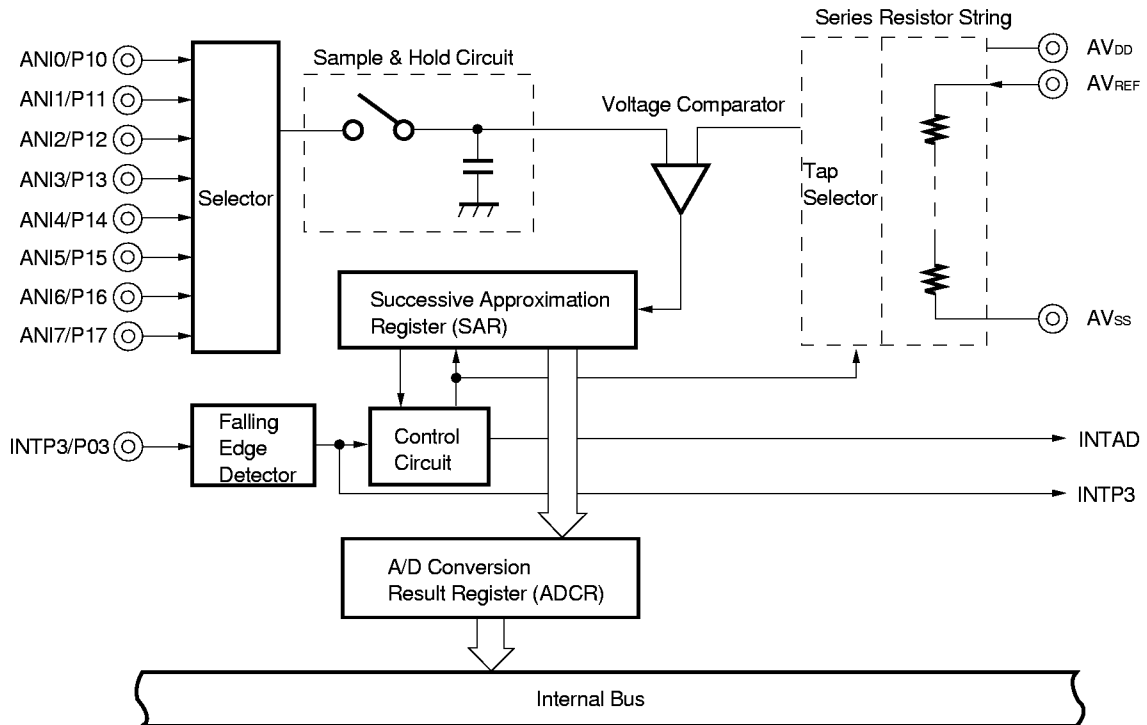 Series Resistor String
ANI0/P10
ANI1/P11
ANI2/P12
ANI3/P13
ANI4/P14
ANI5/P15
ANI6/P16
ANI7/P17
Selector
Sample & Hold Circuit
Voltage Comparator
Tap
Selector
AVDD
AVREF
AVSS
Successive Approximation
Register (SAR)
INTP3/P03
Falling
Edge
Detector
Control
Circuit
INTAD
INTP3
A/D Conversion
Result Register (ADCR)
Internal Bus